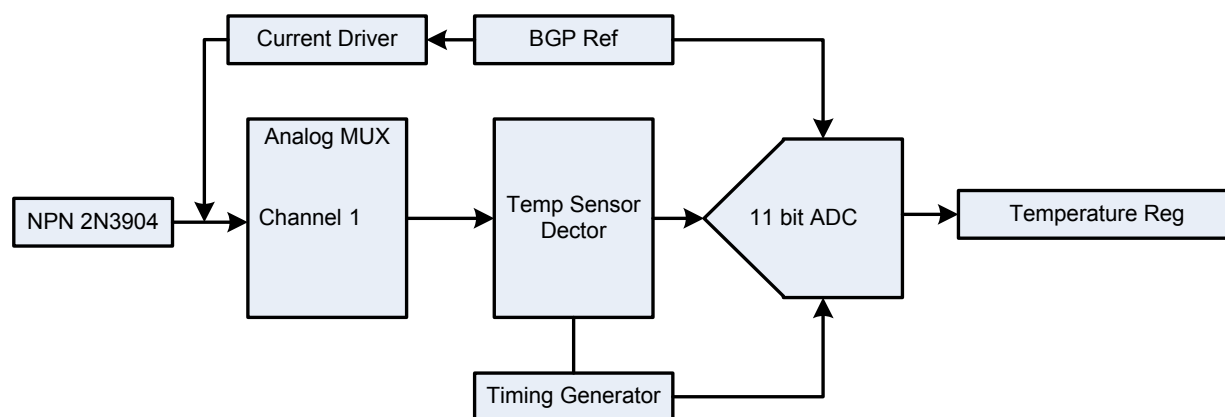 Current Driver
BGP Ref
Analog MUX
NPN 2N3904
Channel 1
Temp Sensor
Dector
11 bit ADC
Temperature Reg
Timing Generator